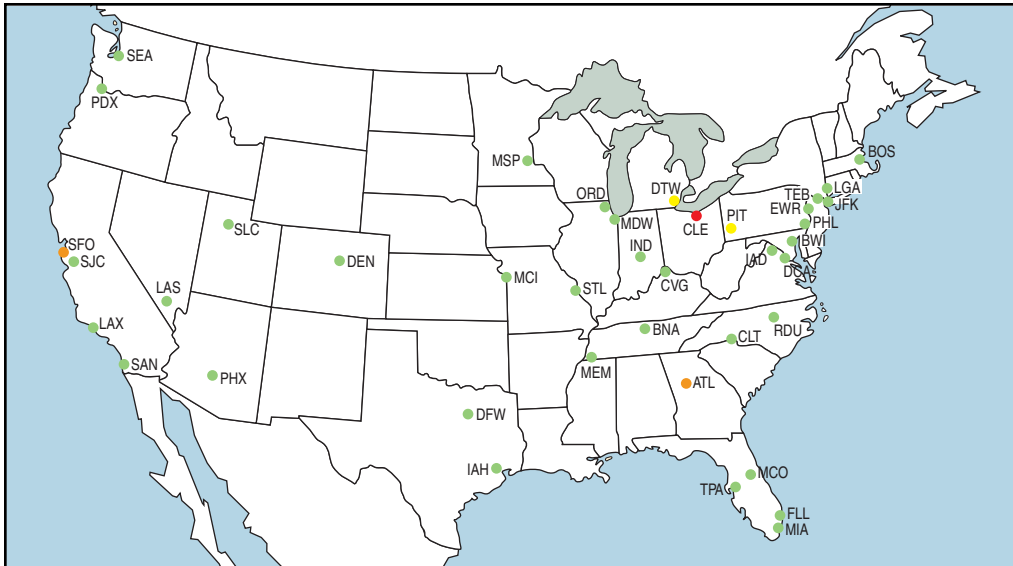 SEA
PDX
MSP
BOS
DTW
ORD
LGA
TEB
JFK
EWR
PIT
MDW
CLE
PHL
SLC
SFO
BWI
IND
SJC
DEN
IAD
DCA
MCI
CVG
LAS
STL
LAX
BNA
RDU
CLT
SAN
MEM
PHX
ATL
DFW
IAH
MCO
TPA
FLL
MIA